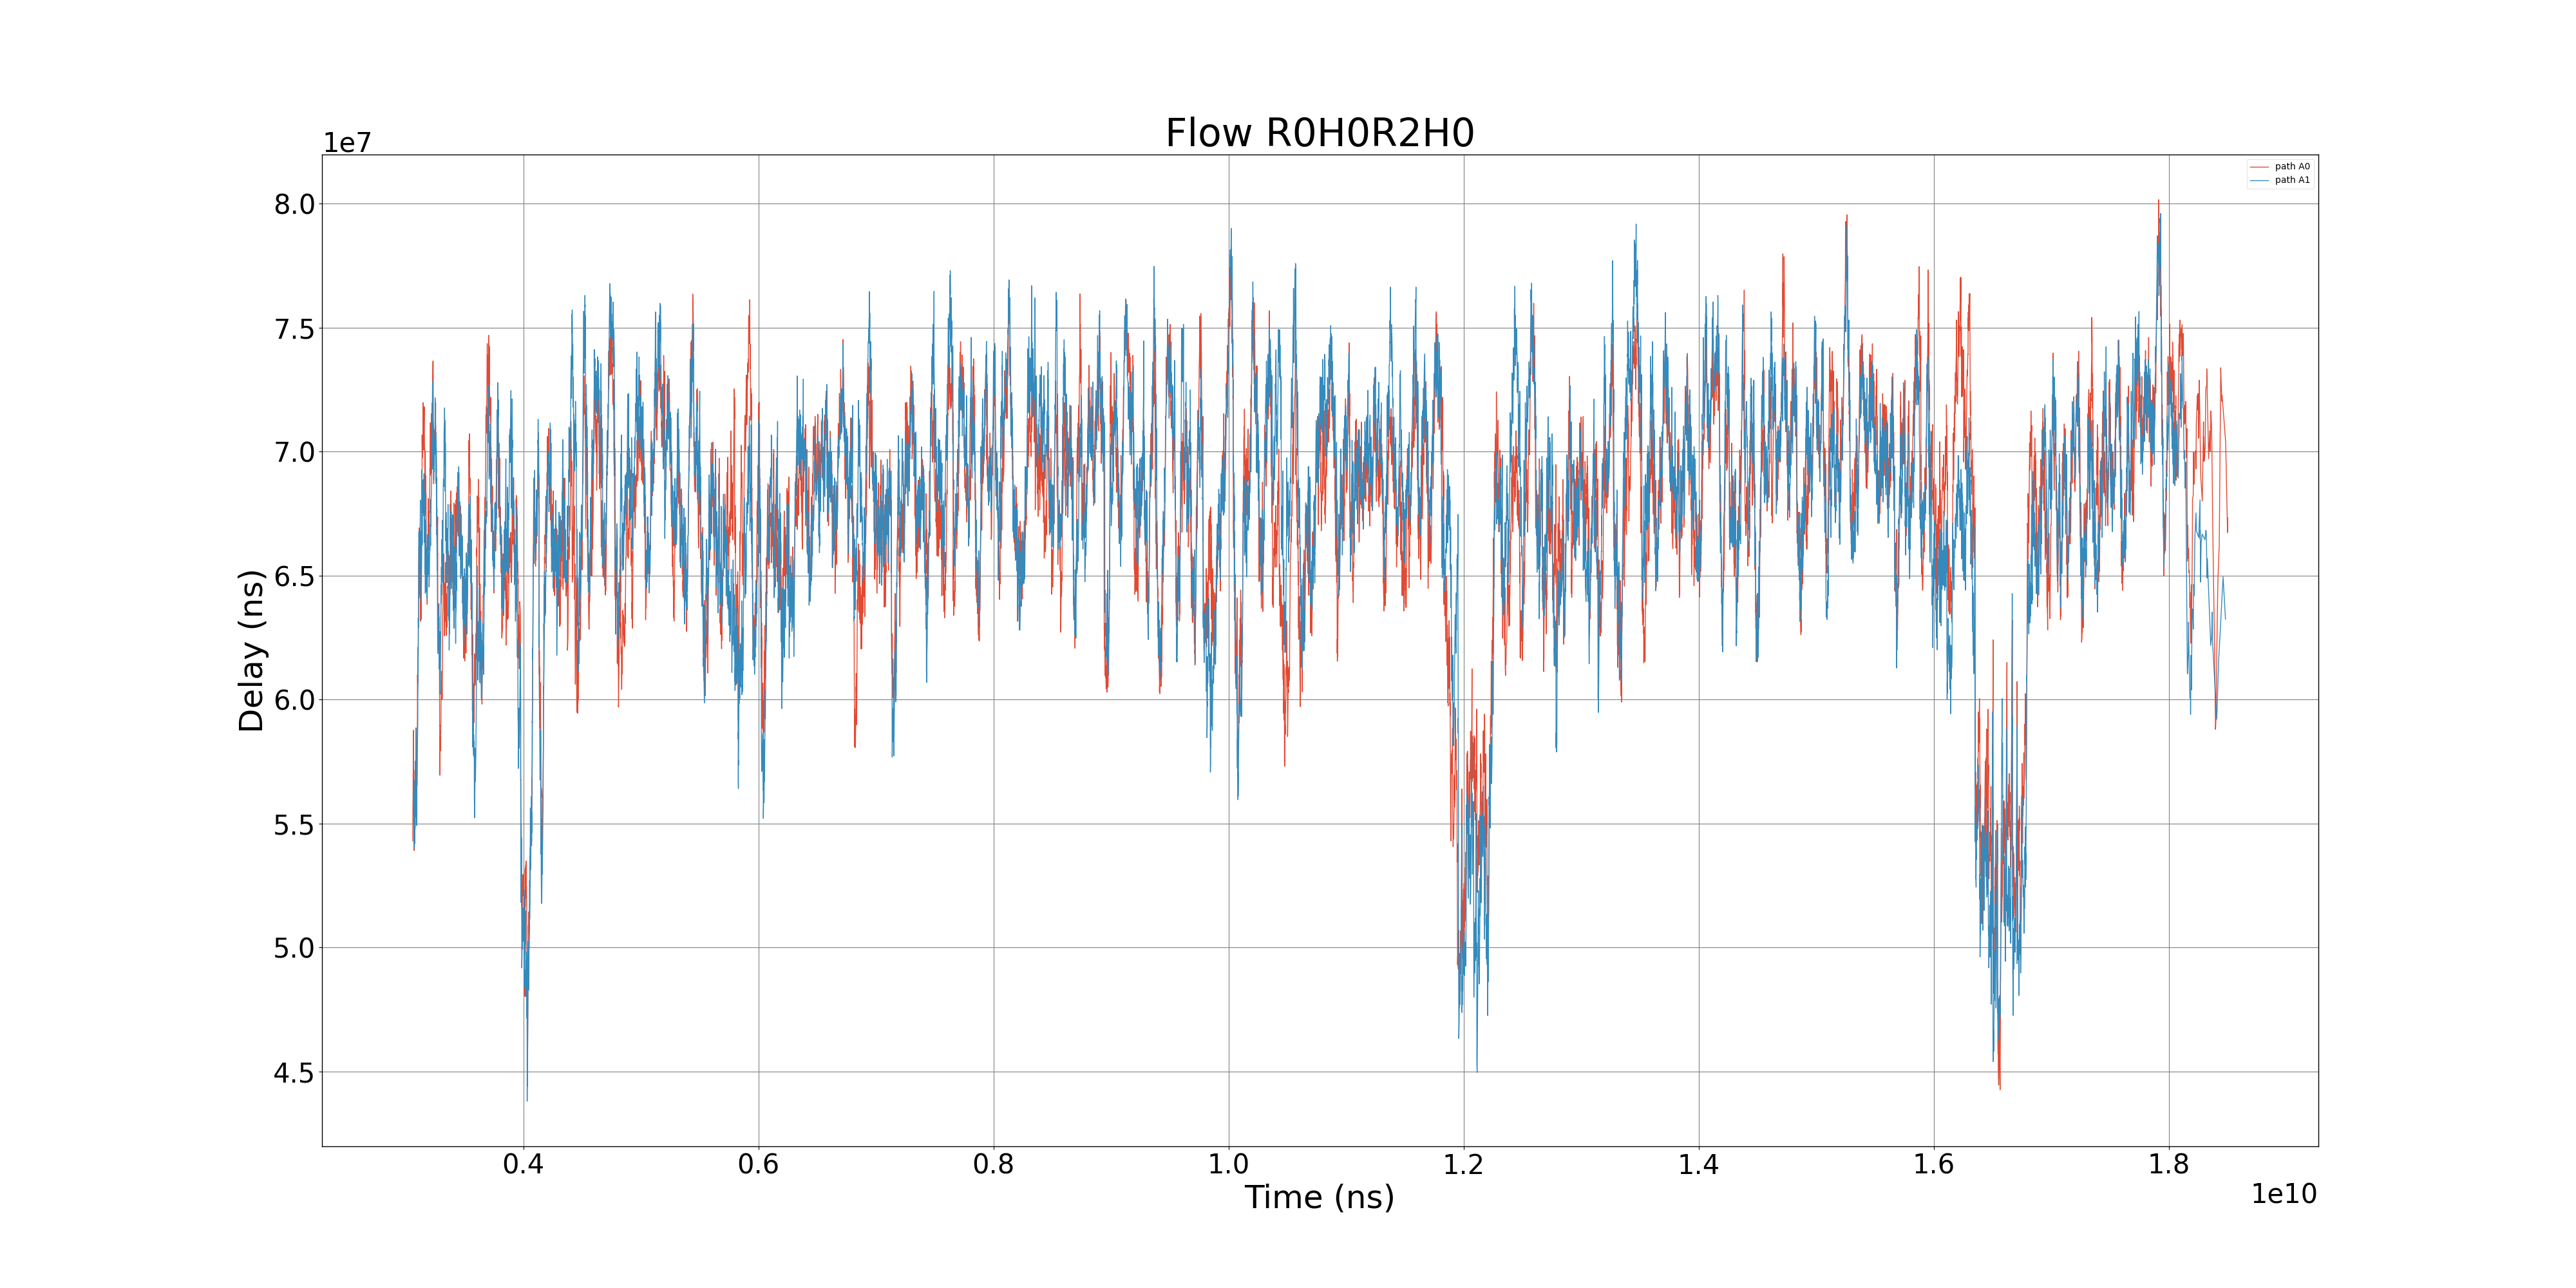 Flow R0H0R2H0
1e7
path A0
path A1
8.0
7.5
7.0
6.5
6.0
5.5
5.0
4.5
Delay (ns)
0.4 0.6 0.8 1.0 1.2 1.4 1.6 1.8
Time (ns)
1e10